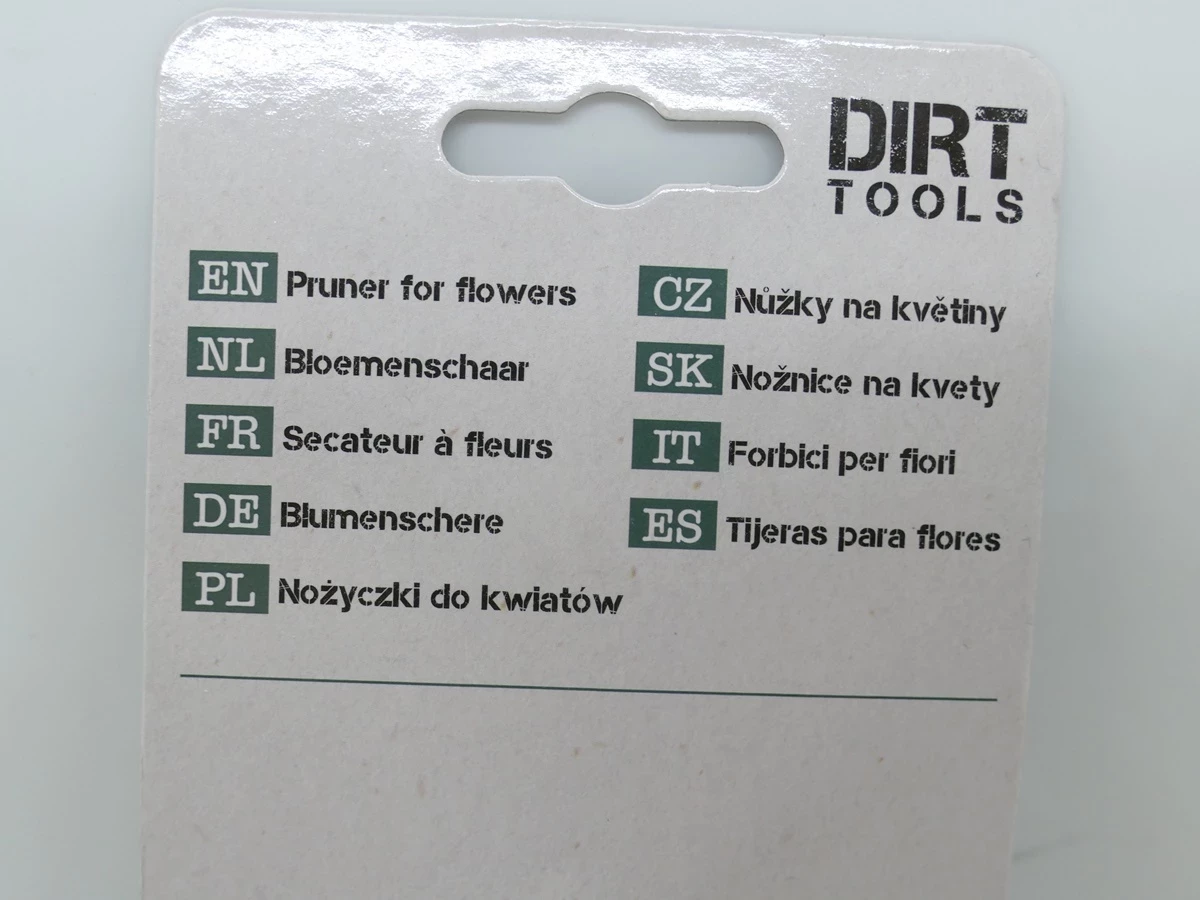 DIRT
TOOLS
EN Pruner for flowers
NL Bloemenschaar
FR Secateur à fleurs
DE Blumenschere
PL Nożyczki do kwiatów
CZ Nůžky na květiny
SK Nožnice na kvety
IT Forbici per fiori
ES Tijeras para flores